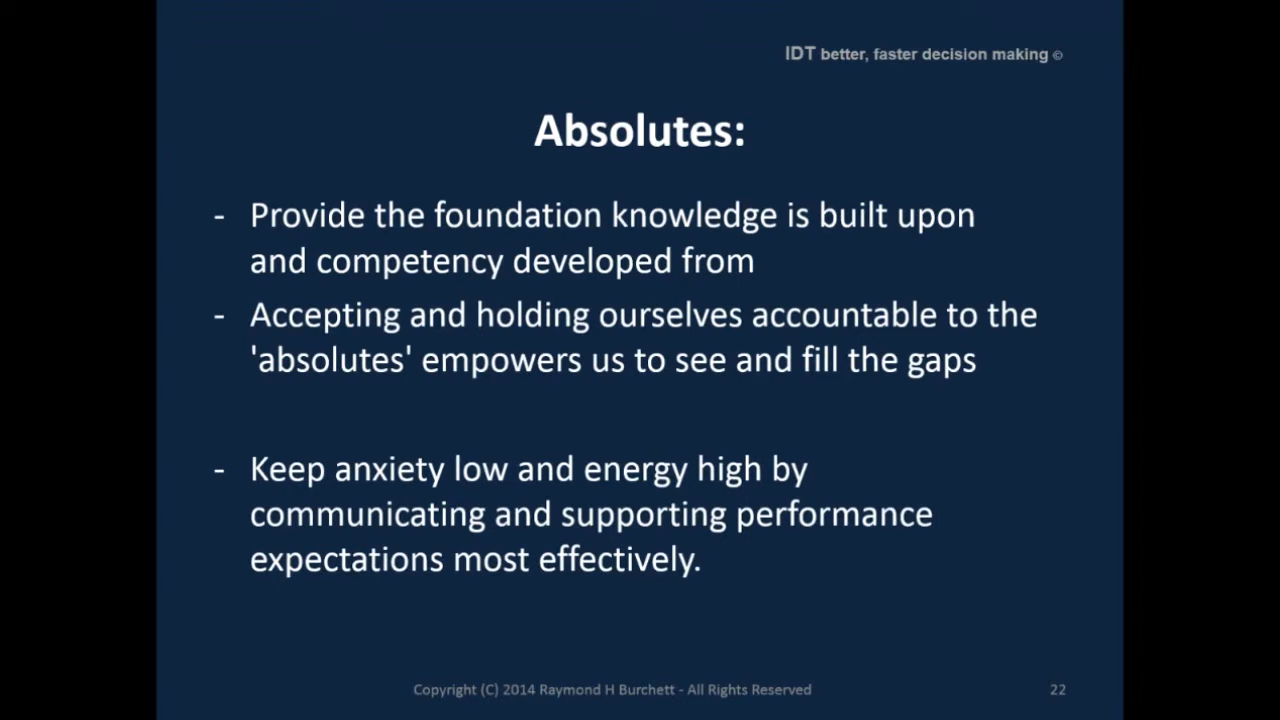 IDT better, faster decision making ©
Absolutes:
- Provide the foundation knowledge is built upon
and competency developed from
- Accepting and holding ourselves accountable to the
'absolutes' empowers us to see and fill the gaps
- Keep anxiety low and energy high by
communicating and supporting performance
expectations most effectively.
Copyright (C) 2014 Raymond H Burchett - All Rights Reserved
22